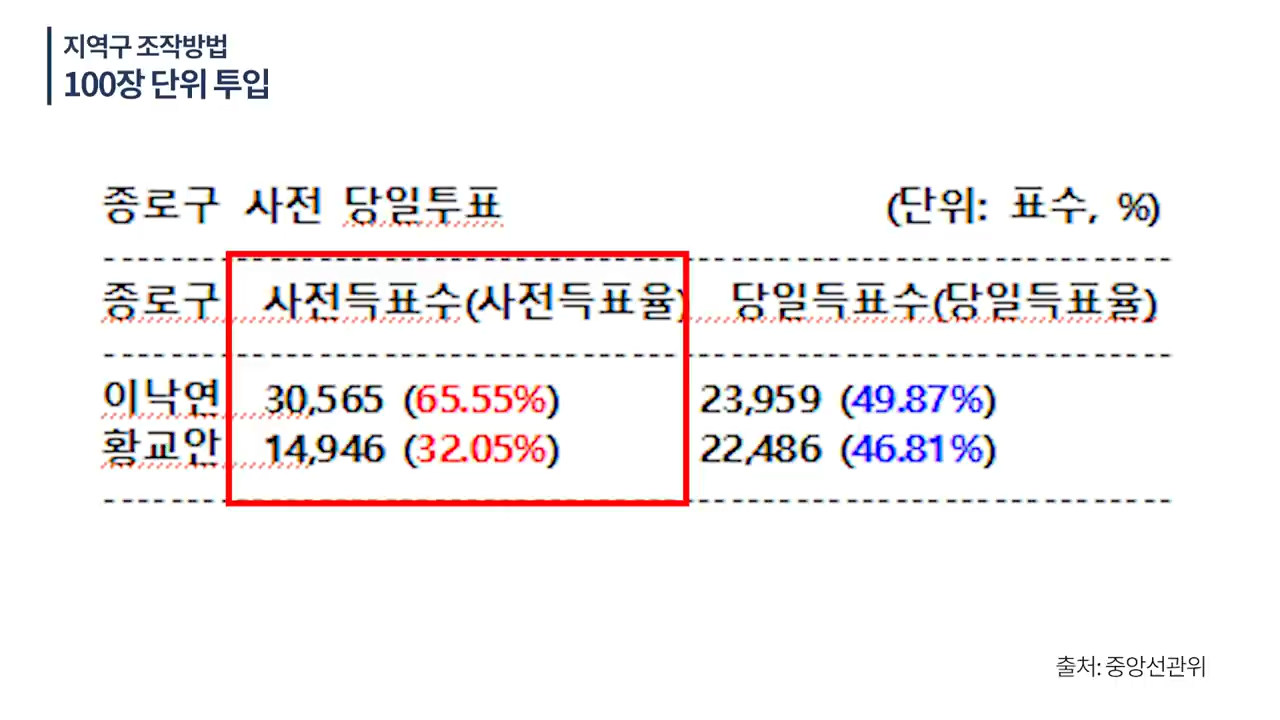 지역구 조작방법
100장 단위 투입
종로구 사전 당일투표 (단위: 표수, %)
종로구 사전득표수(사전득표율) 당일득표수(당일득표율)
이낙연 30,565 (65.55%) 23,959 (49.87%)
황교안 14,946 (32.05%) 22,486 (46.81%)
출처: 중앙선관위